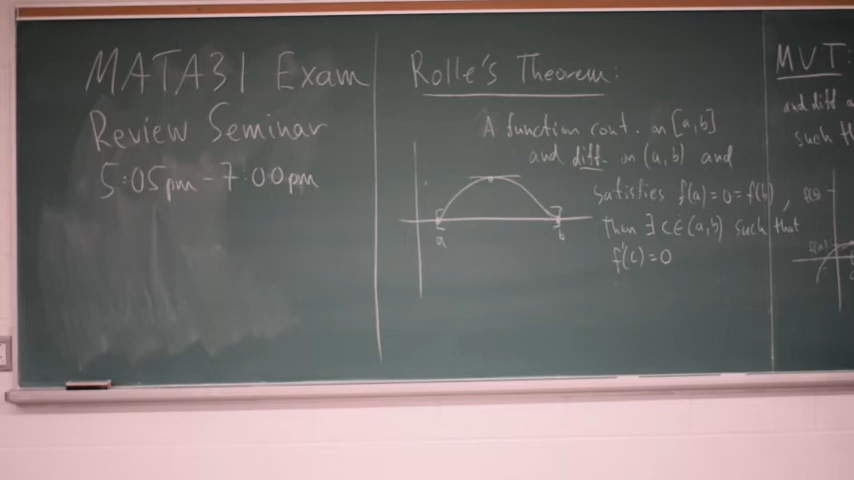 MATA31 Exam
Review Seminar
5:05pm - 7:00pm
Rolle's Theorem:
A function cont. on [a,b]
and diff. on (a,b) and
satisfies f(a)=0=f(b),
Then ∃ c∈(a,b) such that
f'(c)=0
a
b
MVT:
and diff
such
f(a)